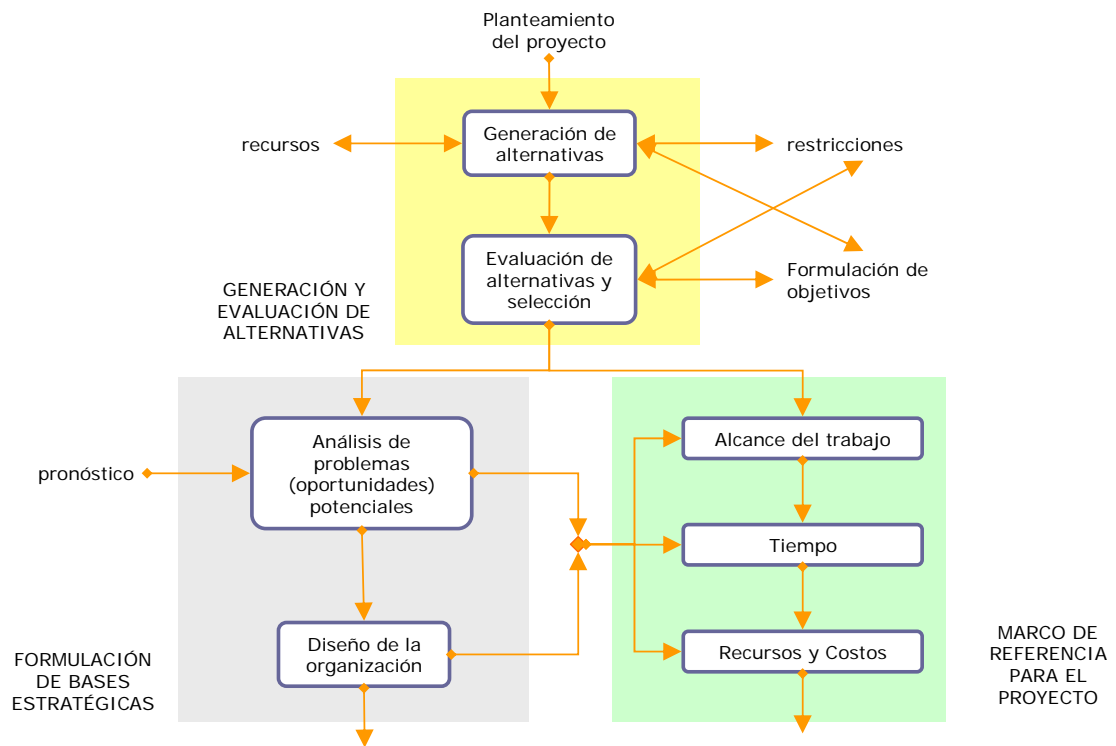 Planteamiento
del proyecto
recursos
Generación de
alternativas
restricciones
Evaluación de
alternativas y
selección
Formulación de
objetivos
GENERACIÓN Y
EVALUACIÓN DE
ALTERNATIVAS
pronóstico
Análisis de
problemas
(oportunidades)
potenciales
Alcance del trabajo
Tiempo
Diseño de la
organización
Recursos y Costos
FORMULACIÓN
DE BASES
ESTRATÉGICAS
MARCO DE
REFERENCIA
PARA EL
PROYECTO